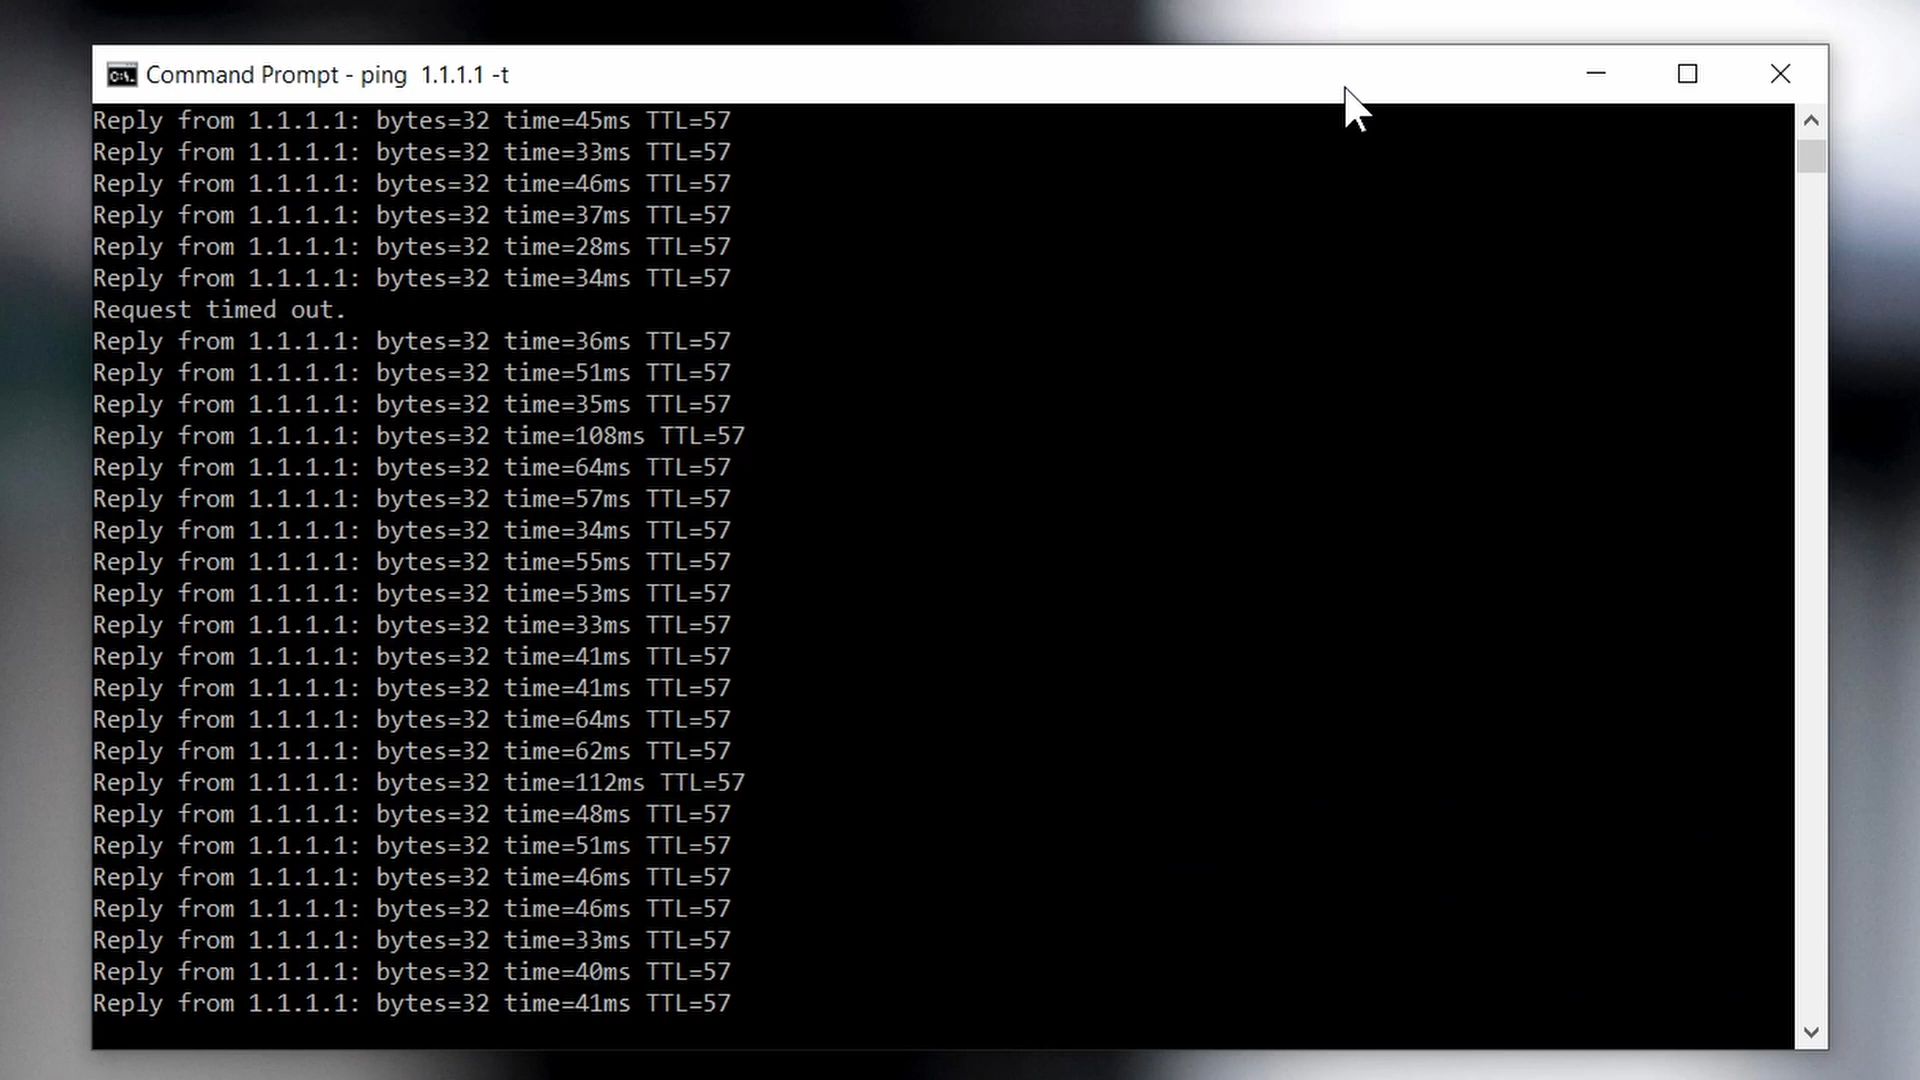 Command Prompt - ping  1.1.1.1 -t
Reply from 1.1.1.1: bytes=32 time=45ms TTL=57
Reply from 1.1.1.1: bytes=32 time=33ms TTL=57
Reply from 1.1.1.1: bytes=32 time=46ms TTL=57
Reply from 1.1.1.1: bytes=32 time=37ms TTL=57
Reply from 1.1.1.1: bytes=32 time=28ms TTL=57
Reply from 1.1.1.1: bytes=32 time=34ms TTL=57
Request timed out.
Reply from 1.1.1.1: bytes=32 time=36ms TTL=57
Reply from 1.1.1.1: bytes=32 time=51ms TTL=57
Reply from 1.1.1.1: bytes=32 time=35ms TTL=57
Reply from 1.1.1.1: bytes=32 time=108ms TTL=57
Reply from 1.1.1.1: bytes=32 time=64ms TTL=57
Reply from 1.1.1.1: bytes=32 time=57ms TTL=57
Reply from 1.1.1.1: bytes=32 time=34ms TTL=57
Reply from 1.1.1.1: bytes=32 time=55ms TTL=57
Reply from 1.1.1.1: bytes=32 time=53ms TTL=57
Reply from 1.1.1.1: bytes=32 time=33ms TTL=57
Reply from 1.1.1.1: bytes=32 time=41ms TTL=57
Reply from 1.1.1.1: bytes=32 time=41ms TTL=57
Reply from 1.1.1.1: bytes=32 time=64ms TTL=57
Reply from 1.1.1.1: bytes=32 time=62ms TTL=57
Reply from 1.1.1.1: bytes=32 time=112ms TTL=57
Reply from 1.1.1.1: bytes=32 time=48ms TTL=57
Reply from 1.1.1.1: bytes=32 time=51ms TTL=57
Reply from 1.1.1.1: bytes=32 time=46ms TTL=57
Reply from 1.1.1.1: bytes=32 time=46ms TTL=57
Reply from 1.1.1.1: bytes=32 time=33ms TTL=57
Reply from 1.1.1.1: bytes=32 time=40ms TTL=57
Reply from 1.1.1.1: bytes=32 time=41ms TTL=57